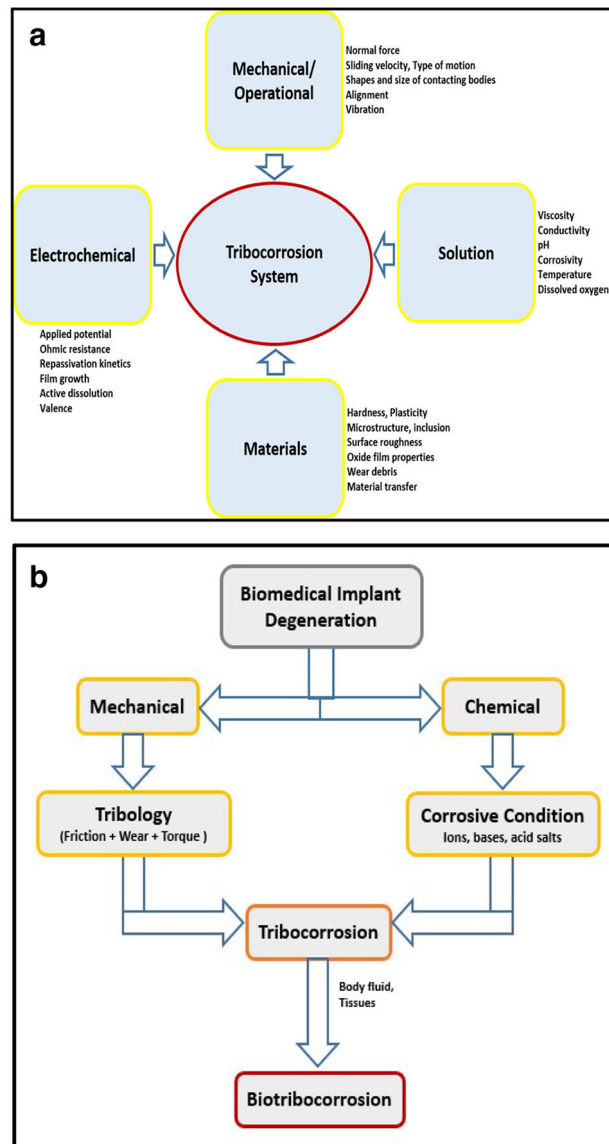 a
Mechanical/
Operational
Normal force
Sliding velocity, Type of motion
Shapes and size of contacting bodies
Alignment
Vibration
Electrochemical
Applied potential
Ohmic resistance
Repassivation kinetics
Film growth
Active dissolution
Valence
Tribocorrosion
System
Solution
Viscosity
Conductivity
pH
Corrosivity
Temperature
Dissolved oxygen
Materials
Hardness, Plasticity
Microstructure, inclusion
Surface roughness
Oxide film properties
Wear debris
Material transfer
b
Biomedical Implant
Degeneration
Mechanical
Chemical
Tribology
(Friction + Wear + Torque )
Corrosive Condition
Ions, bases, acid salts
Tribocorrosion
Body fluid,
Tissues
Biotribocorrosion